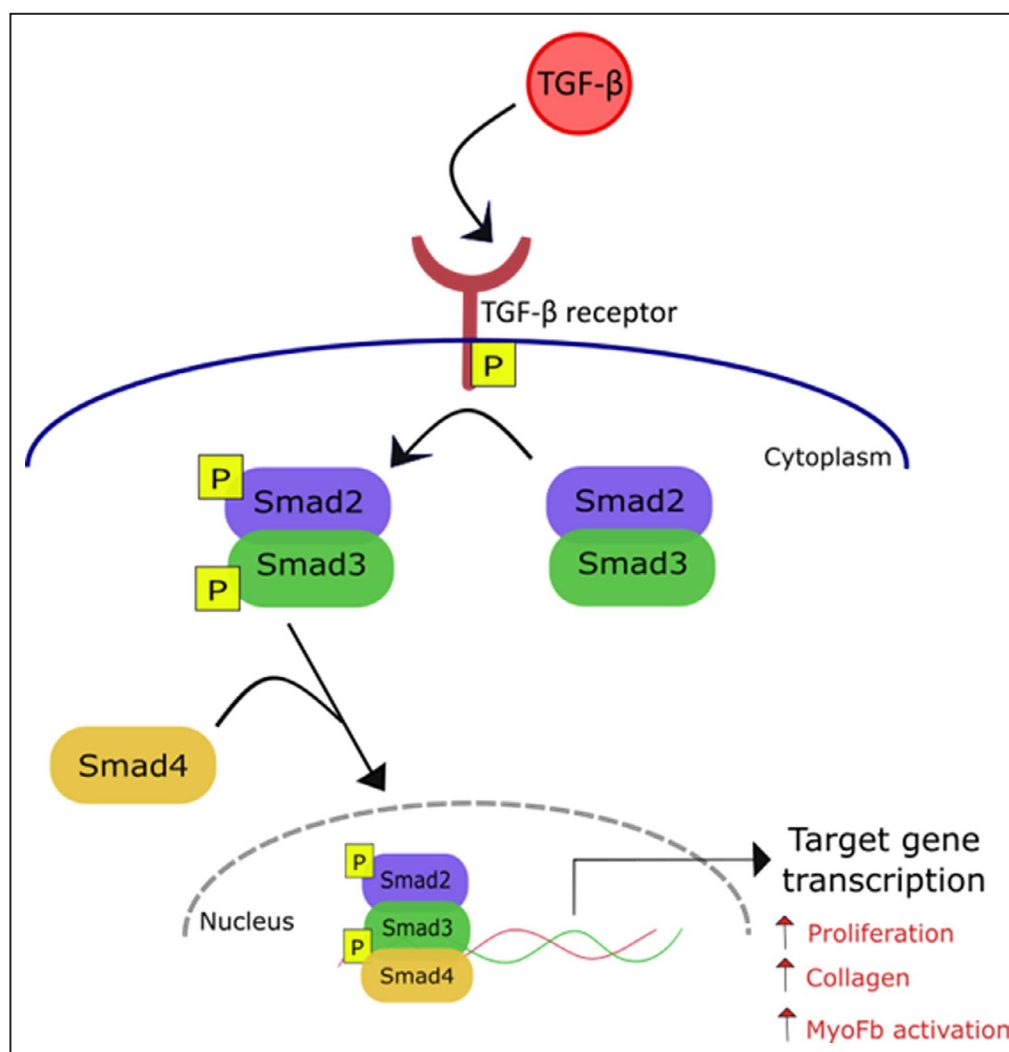 TGF-β
TGF-β receptor
P
Cytoplasm
P
Smad2
Smad3
P
Smad2
Smad3
Smad4
Nucleus
P
Smad2
Smad3
P
Smad4
Target gene
transcription
Proliferation
Collagen
MyoFb activation